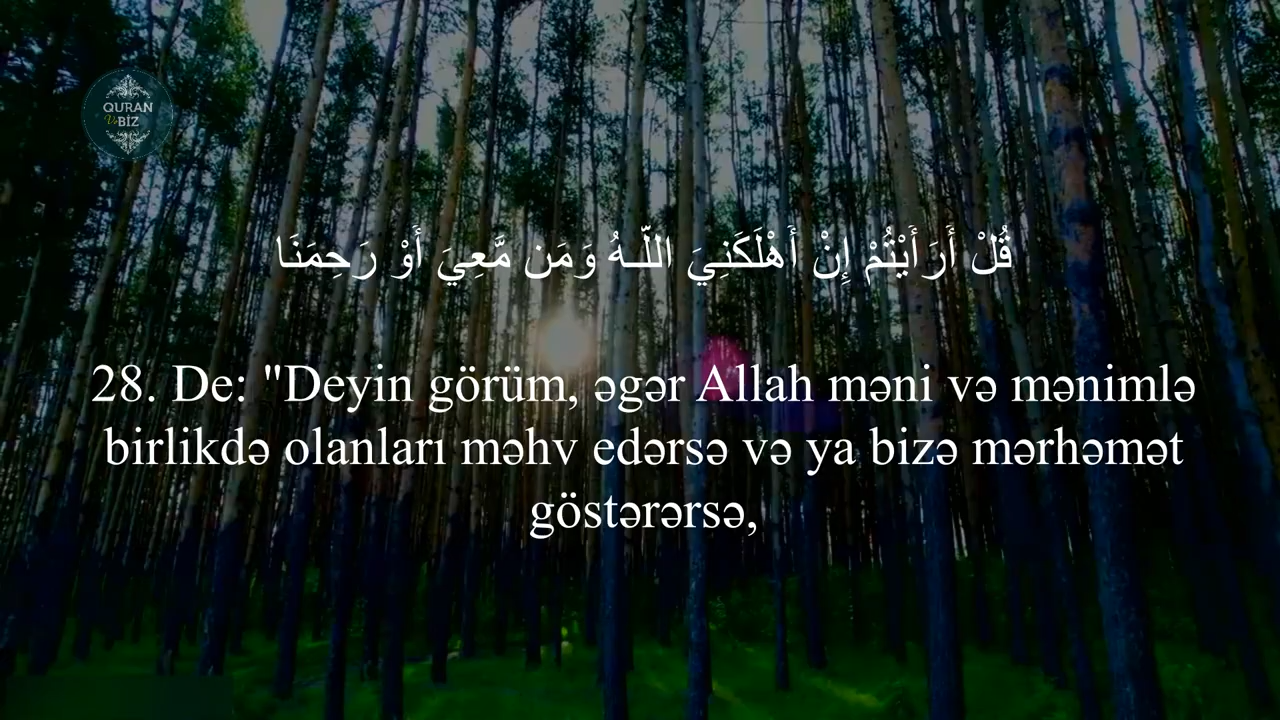 QURAN
Və
BİZ
قُلْ أَرَأَيْتُمْ إِنْ أَهْلَكَنِيَ اللَّـهُ وَمَن مَّعِيَ أَوْ رَحِمَنَا
28. De: "Deyin görüm, əgər Allah məni və mənimlə
birlikdə olanları məhv edərsə və ya bizə mərhəmət
göstərərsə,